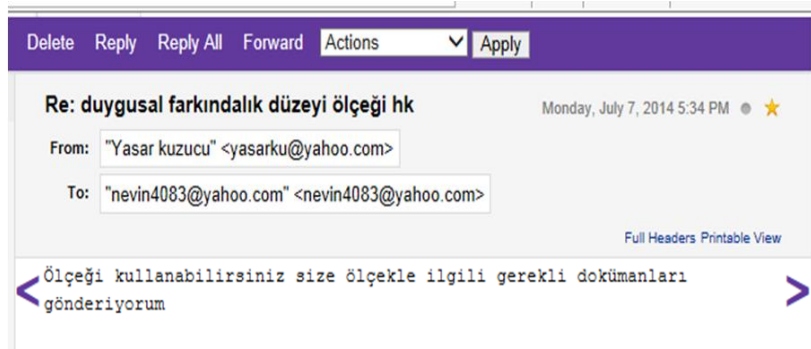 Delete Reply Reply All Forward Actions Apply
Re: duygusal farkındalık düzeyi ölçeği hk Monday, July 7, 2014 5:34 PM
From: "Yasar kuzucu" <yasarku@yahoo.com>
To: "nevin4083@yahoo.com" <nevin4083@yahoo.com>
Full Headers Printable View
Ölçeği kullanabilirsiniz size ölçekle ilgili gerekli dokümanları
gönderiyorum